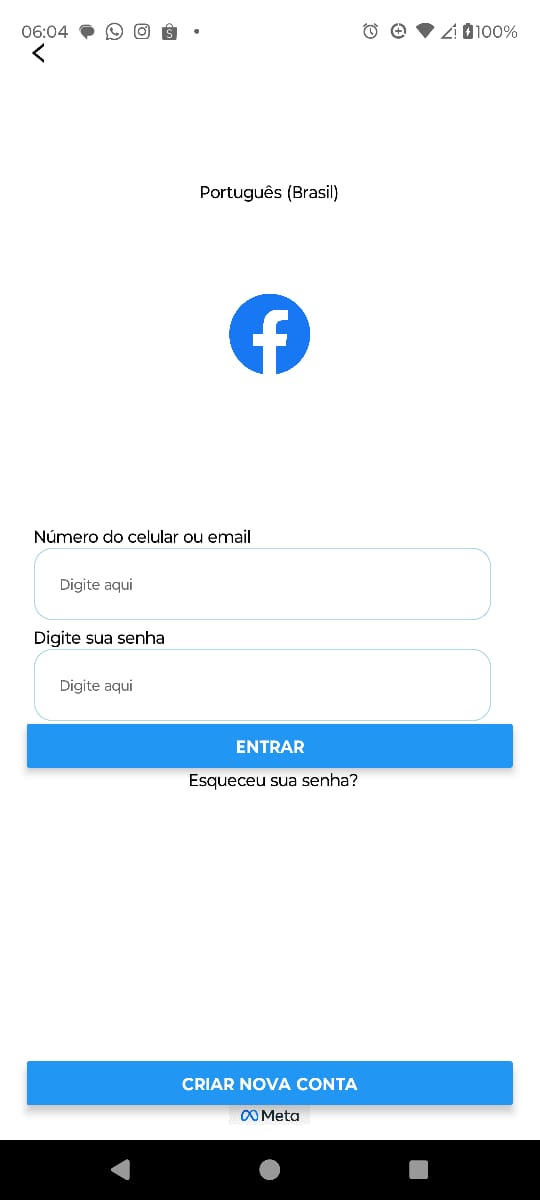 06:04
100%
Português (Brasil)
Número do celular ou email
Digite aqui
Digite sua senha
Digite aqui
ENTRAR
Esqueceu sua senha?
CRIAR NOVA CONTA
Meta